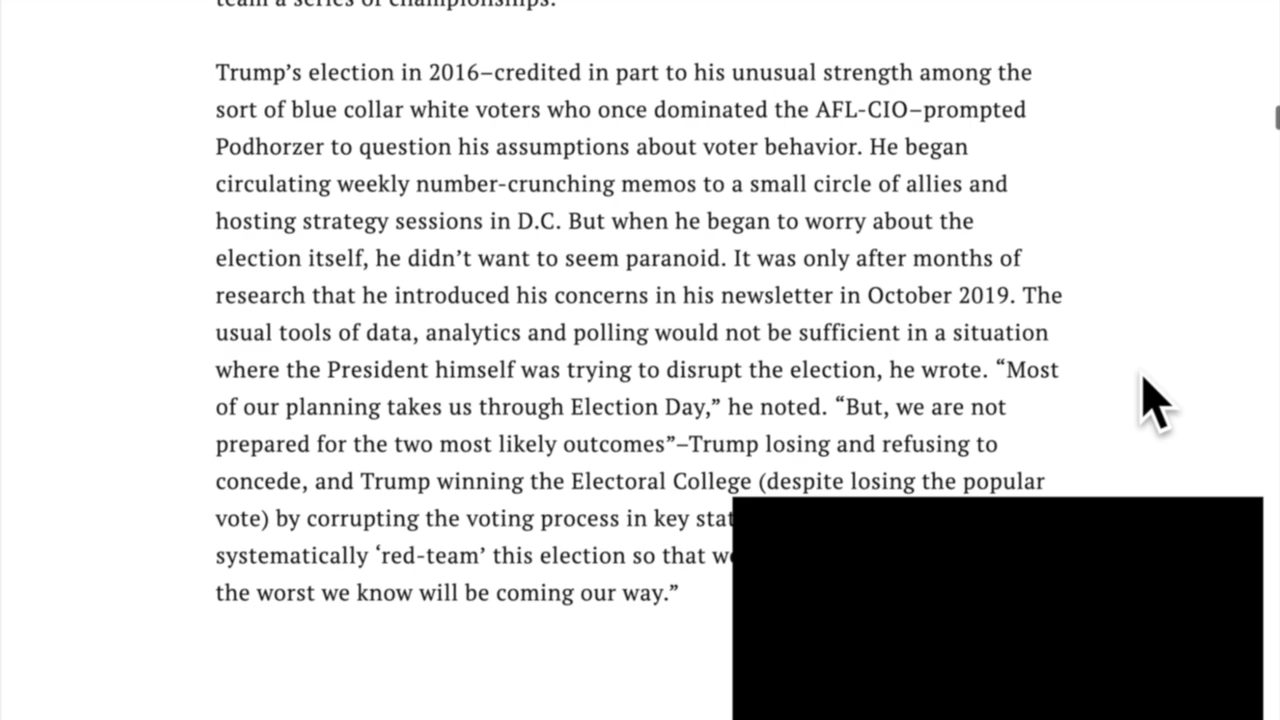 team a series of championships.
Trump’s election in 2016–credited in part to his unusual strength among the
sort of blue collar white voters who once dominated the AFL-CIO–prompted
Podhorzer to question his assumptions about voter behavior. He began
circulating weekly number-crunching memos to a small circle of allies and
hosting strategy sessions in D.C. But when he began to worry about the
election itself, he didn’t want to seem paranoid. It was only after months of
research that he introduced his concerns in his newsletter in October 2019. The
usual tools of data, analytics and polling would not be sufficient in a situation
where the President himself was trying to disrupt the election, he wrote. “Most
of our planning takes us through Election Day,” he noted. “But, we are not
prepared for the two most likely outcomes”–Trump losing and refusing to
concede, and Trump winning the Electoral College (despite losing the popular
vote) by corrupting the voting process in key
systematically ‘red-team’ this election so that
the worst we know will be coming our way.”